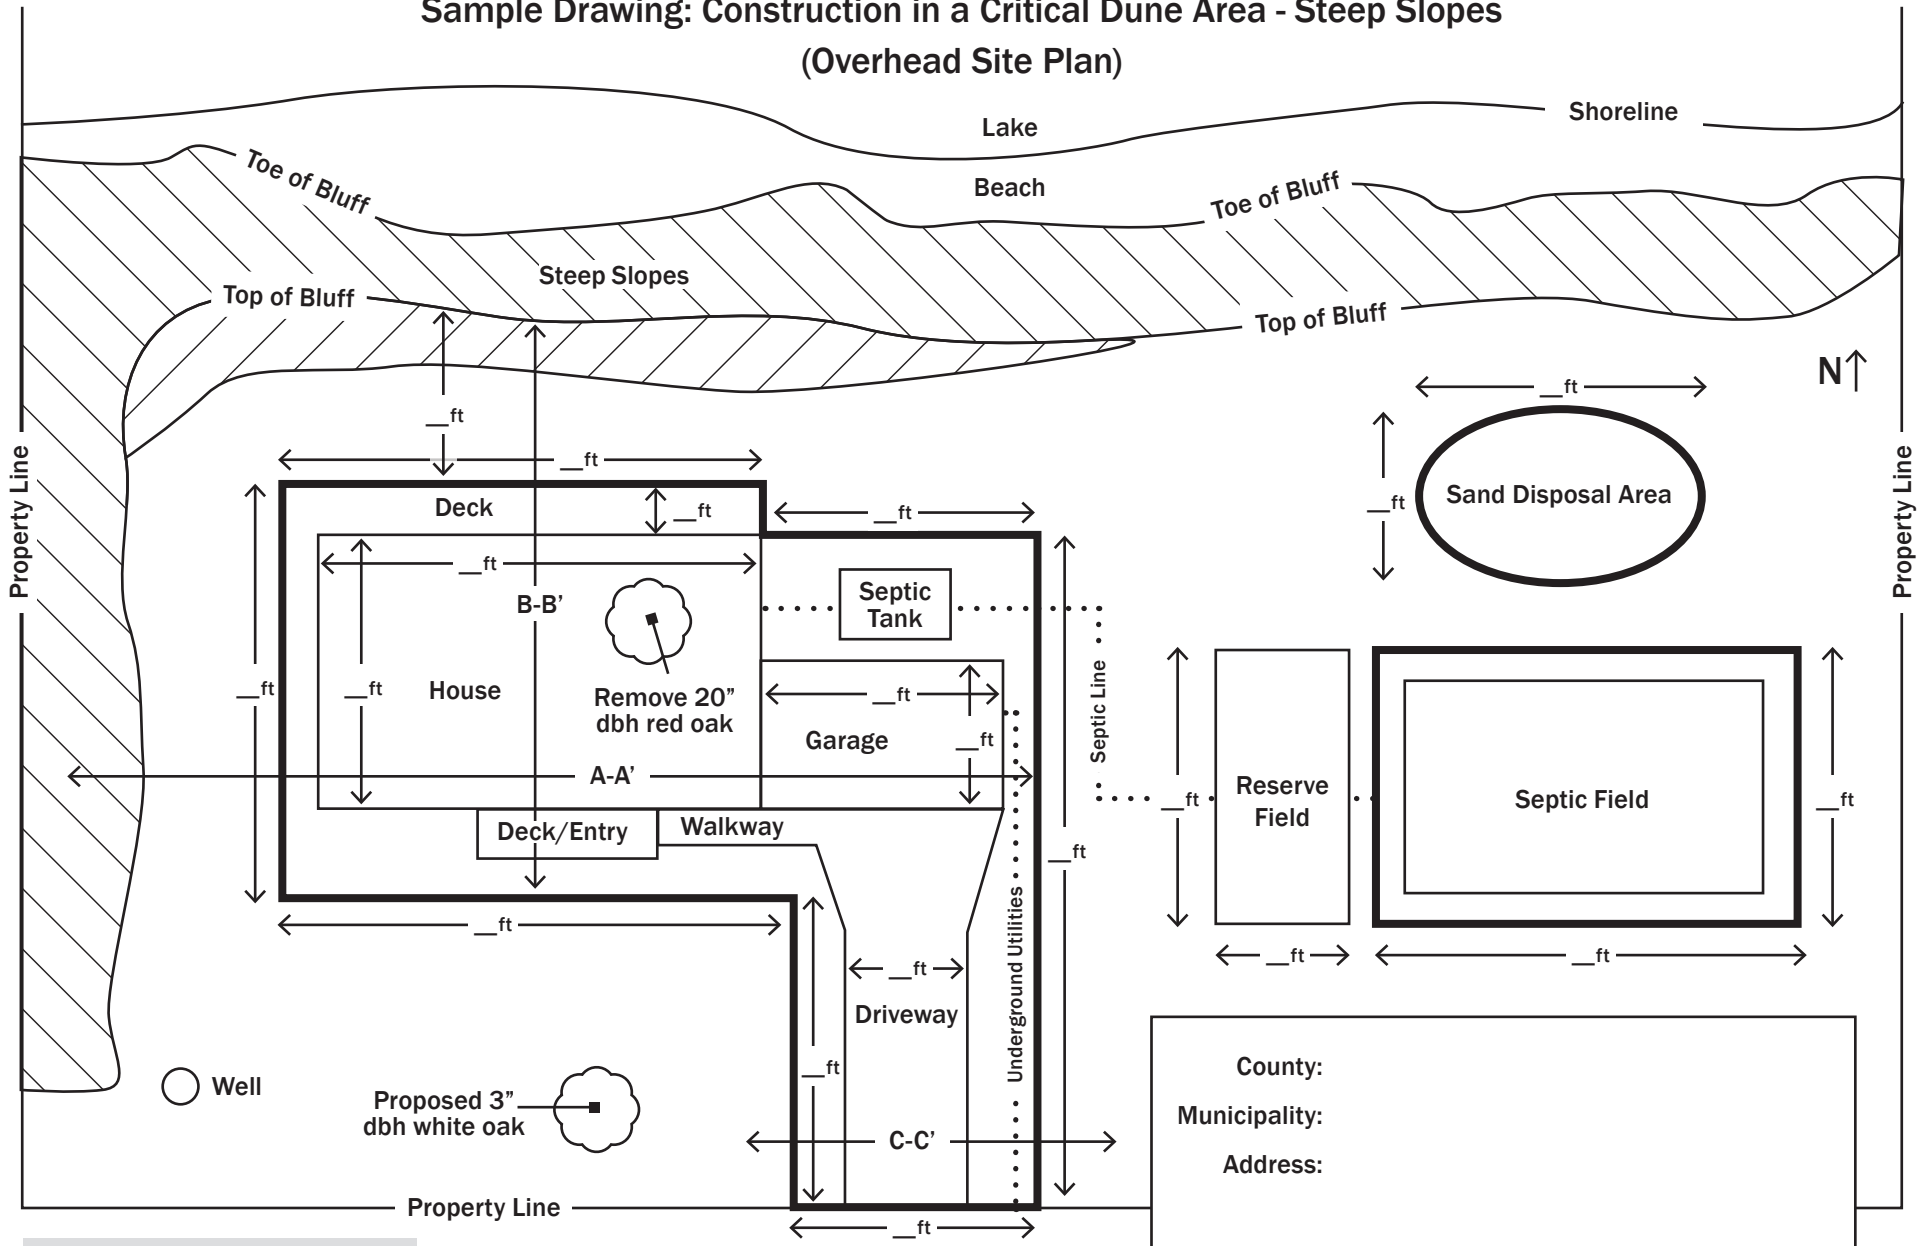 Sample Drawing: Construction in a Critical Dune Area - Steep Slopes
(Overhead Site Plan)
Shoreline
Lake
Toe of Bluff
Beach
Toe of Bluff
Steep Slopes
Top of Bluff
Top of Bluff
N
__ft
__ft
__ft
Property Line
Property Line
Sand Disposal Area
__ft
Deck
__ft
__ft
__ft
Septic
Tank
B-B’
House
__ft
__ft
Remove 20”
dbh red oak
__ft
Garage
__ft
Septic Line
A-A’
Reserve
Field
__ft
Septic Field
__ft
Deck/Entry
Walkway
__ft
__ft
Underground Utilities
__ft
__ft
__ft
Driveway
__ft
County:
Municipality:
Address:
Well
Proposed 3”
dbh white oak
C-C’
Property Line
__ft